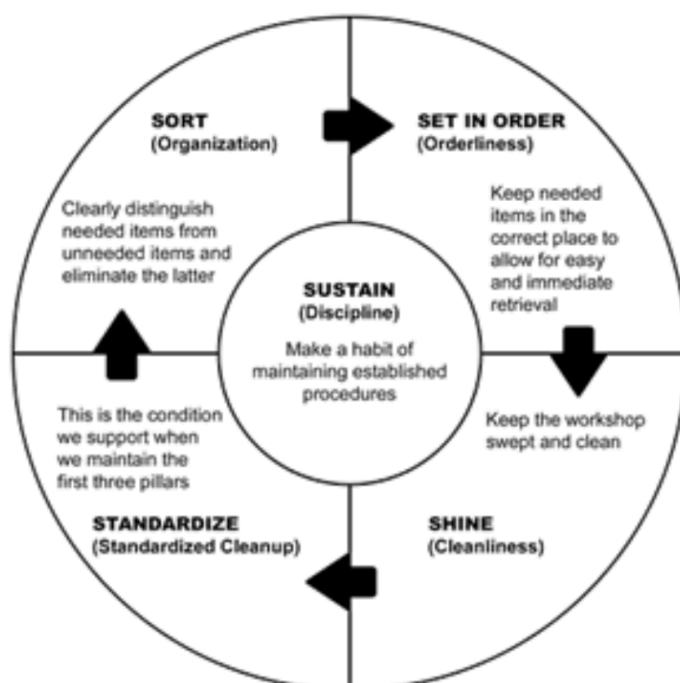 SORT
(Organization)
Clearly distinguish
needed items from
unneeded items and
eliminate the latter
SET IN ORDER
(Orderliness)
Keep needed
items in the
correct place to
allow for easy
and immediate
retrieval
SUSTAIN
(Discipline)
Make a habit of
maintaining established
procedures
This is the condition
we support when
we maintain the
first three pillars
STANDARDIZE
(Standardized Cleanup)
Keep the workshop
swept and clean
SHINE
(Cleanliness)